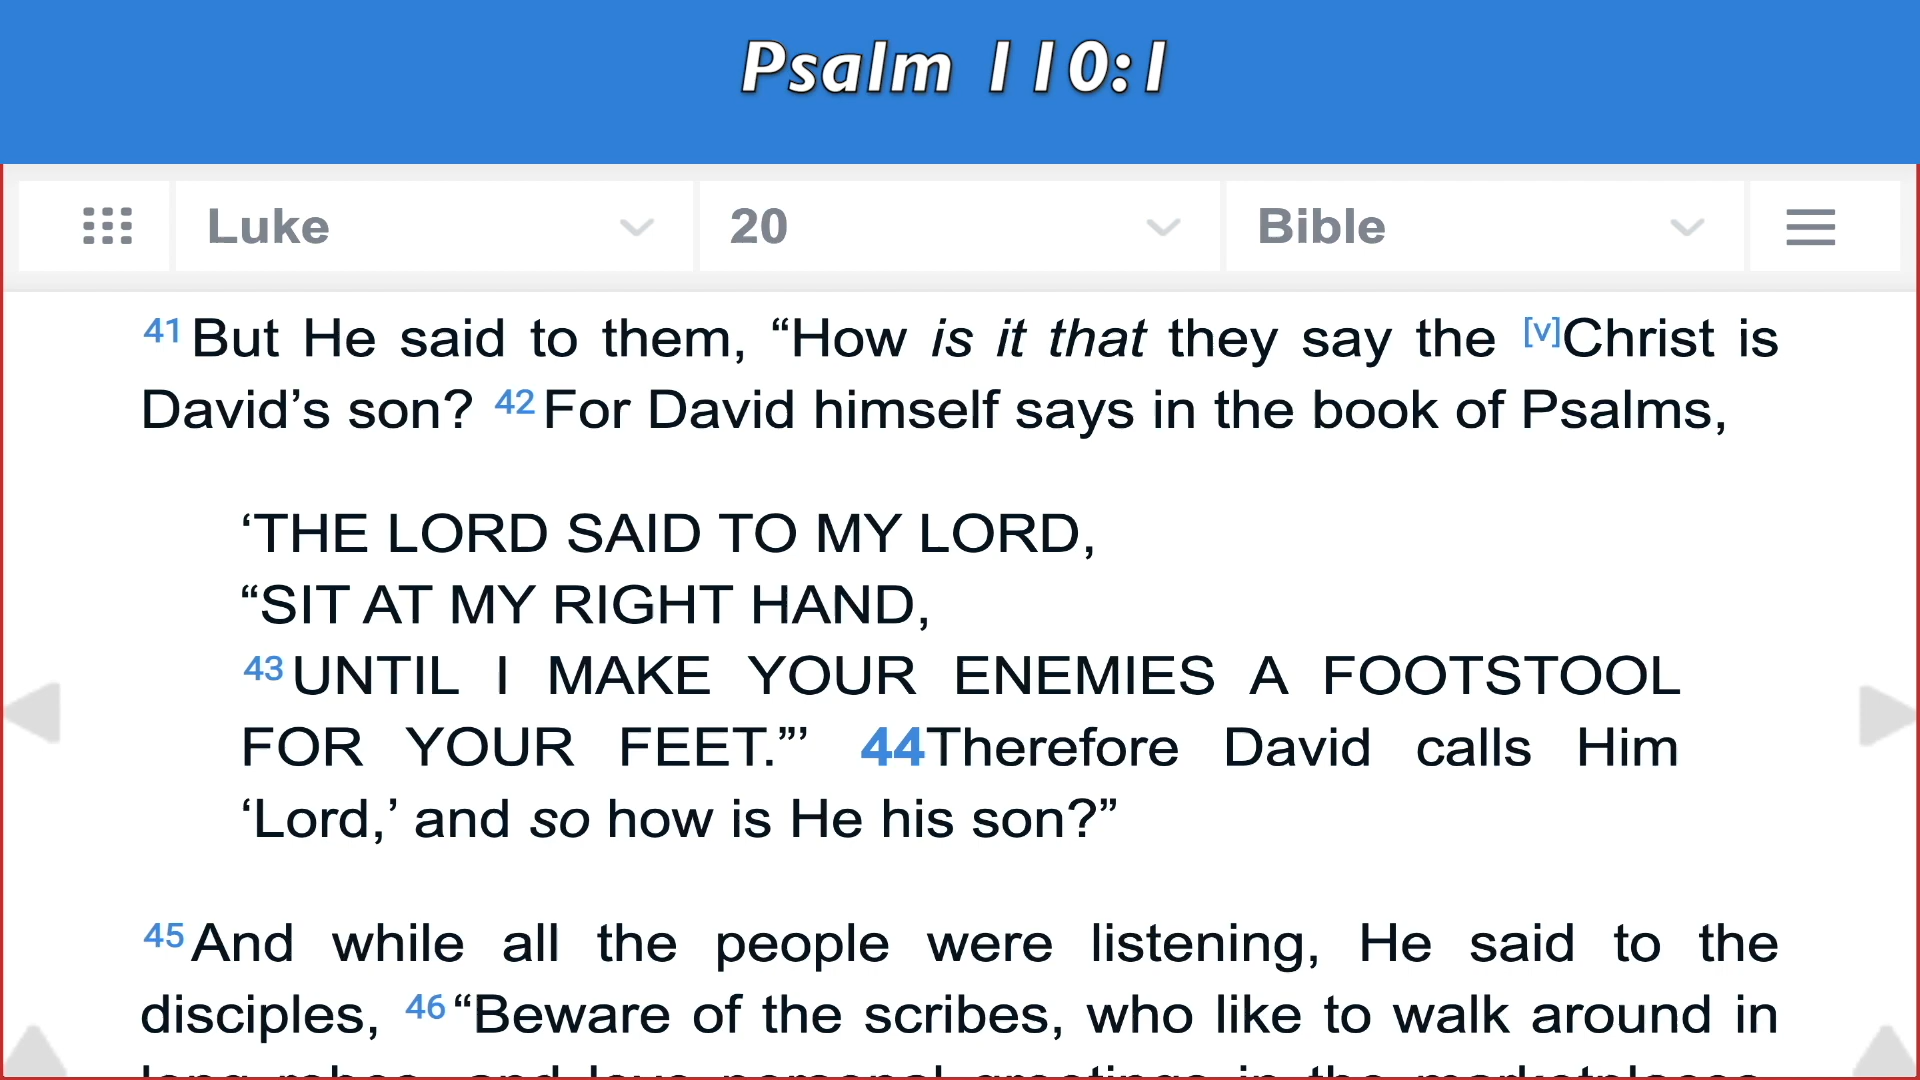 Psalm 110:1
Luke 20 Bible
41 But He said to them, “How is it that they say the [v]Christ is
David’s son? 42 For David himself says in the book of Psalms,
‘THE LORD SAID TO MY LORD,
“SIT AT MY RIGHT HAND,
43 UNTIL I MAKE YOUR ENEMIES A FOOTSTOOL
FOR YOUR FEET.”’ 44Therefore David calls Him
‘Lord,’ and so how is He his son?”
45 And while all the people were listening, He said to the
disciples, 46 “Beware of the scribes, who like to walk around in